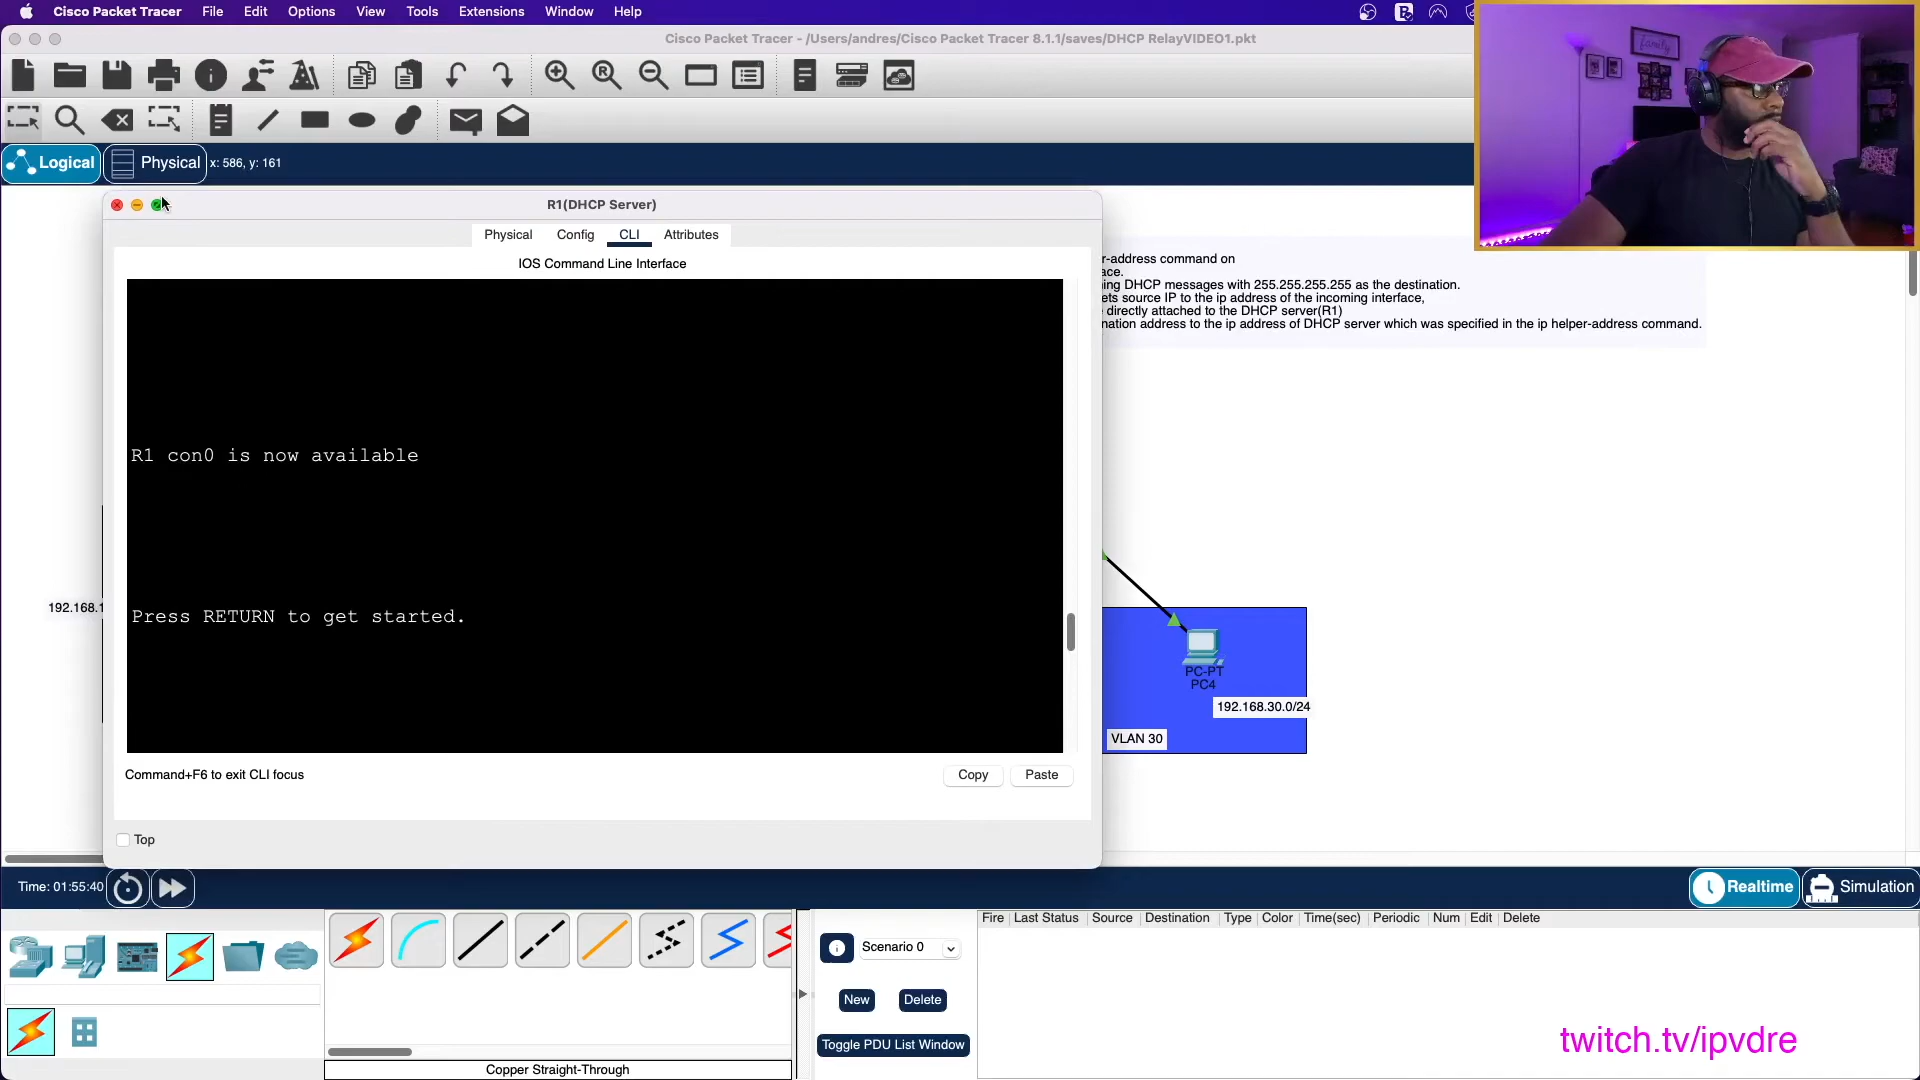 Cisco Packet Tracer File Edit Options View Tools Extensions Window Help
Cisco Packet Tracer - /Users/andres/Cisco Packet Tracer 8.1.1/saves/DHCP RelayVIDEO1.pkt
family
Logical Physical x: 586, y: 161
R1(DHCP Server)
Physical Config CLI Attributes
IOS Command Line Interface
r-address command on
ace.
ing DHCP messages with 255.255.255.255 as the destination.
ets source IP to the ip address of the incoming interface,
directly attached to the DHCP server(R1)
nation address to the ip address of DHCP server which was specified in the ip helper-address command.
R1 con0 is now available
Press RETURN to get started.
192.168.1
PC-PT
PC4
192.168.30.0/24
VLAN 30
Command+F6 to exit CLI focus
Copy Paste
Top
Time: 01:55:40
Realtime Simulation
Fire Last Status Source Destination Type Color Time(sec) Periodic Num Edit Delete
Scenario 0
New Delete
Toggle PDU List Window
Copper Straight-Through
twitch.tv/ipvdre